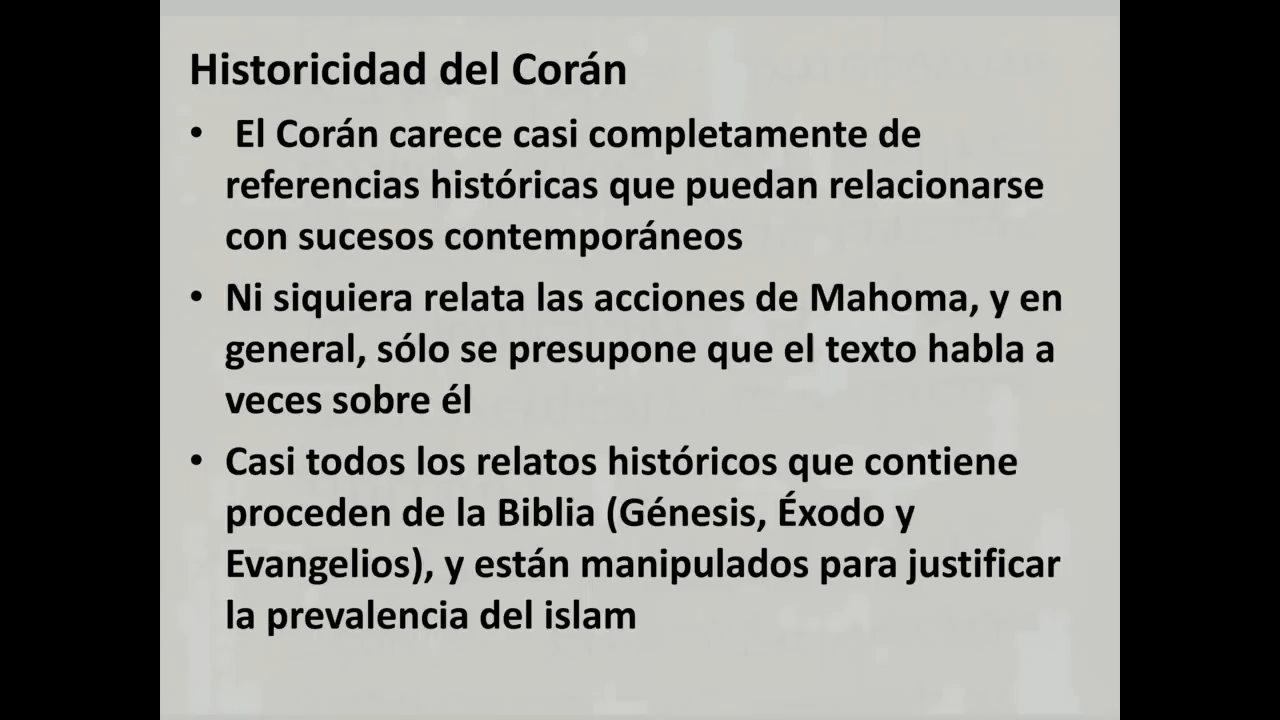 Historicidad del Corán
• El Corán carece casi completamente de
referencias históricas que puedan relacionarse
con sucesos contemporáneos
• Ni siquiera relata las acciones de Mahoma, y en
general, sólo se presupone que el texto habla a
veces sobre él
• Casi todos los relatos históricos que contiene
proceden de la Biblia (Génesis, Éxodo y
Evangelios), y están manipulados para justificar
la prevalencia del islam